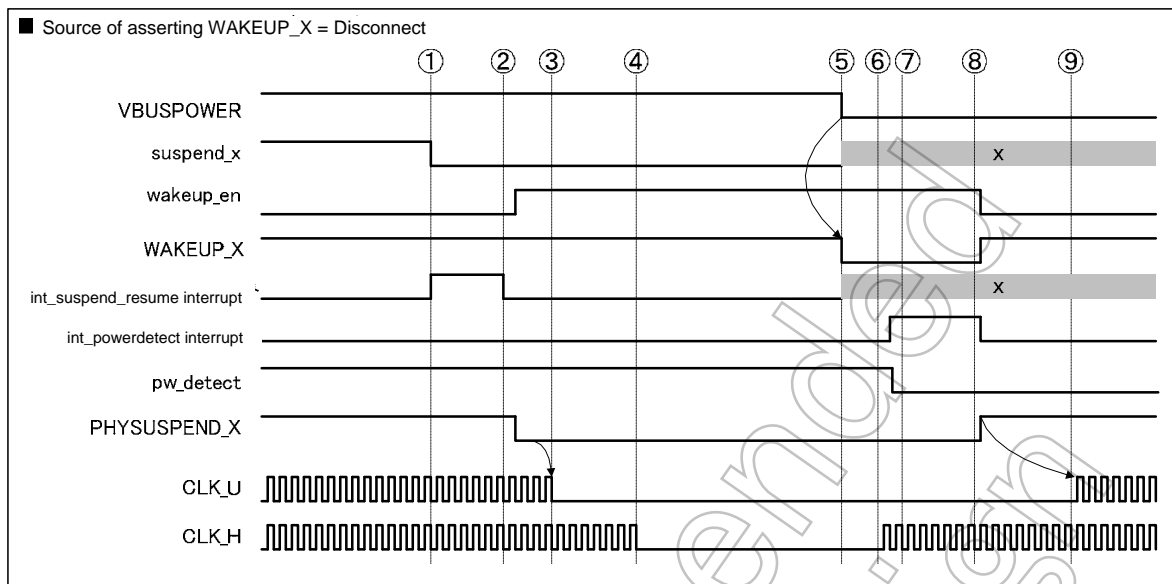 ■ Source of asserting WAKEUP_X = Disconnect
① ② ③ ④ ⑤ ⑥ ⑦ ⑧ ⑨
VBUSPOWER
suspend_x x
wakeup_en
WAKEUP_X
int_suspend_resume interrupt x
int_powerdetect interrupt
pw_detect
PHYSUSPEND_X
CLK_U
CLK_H